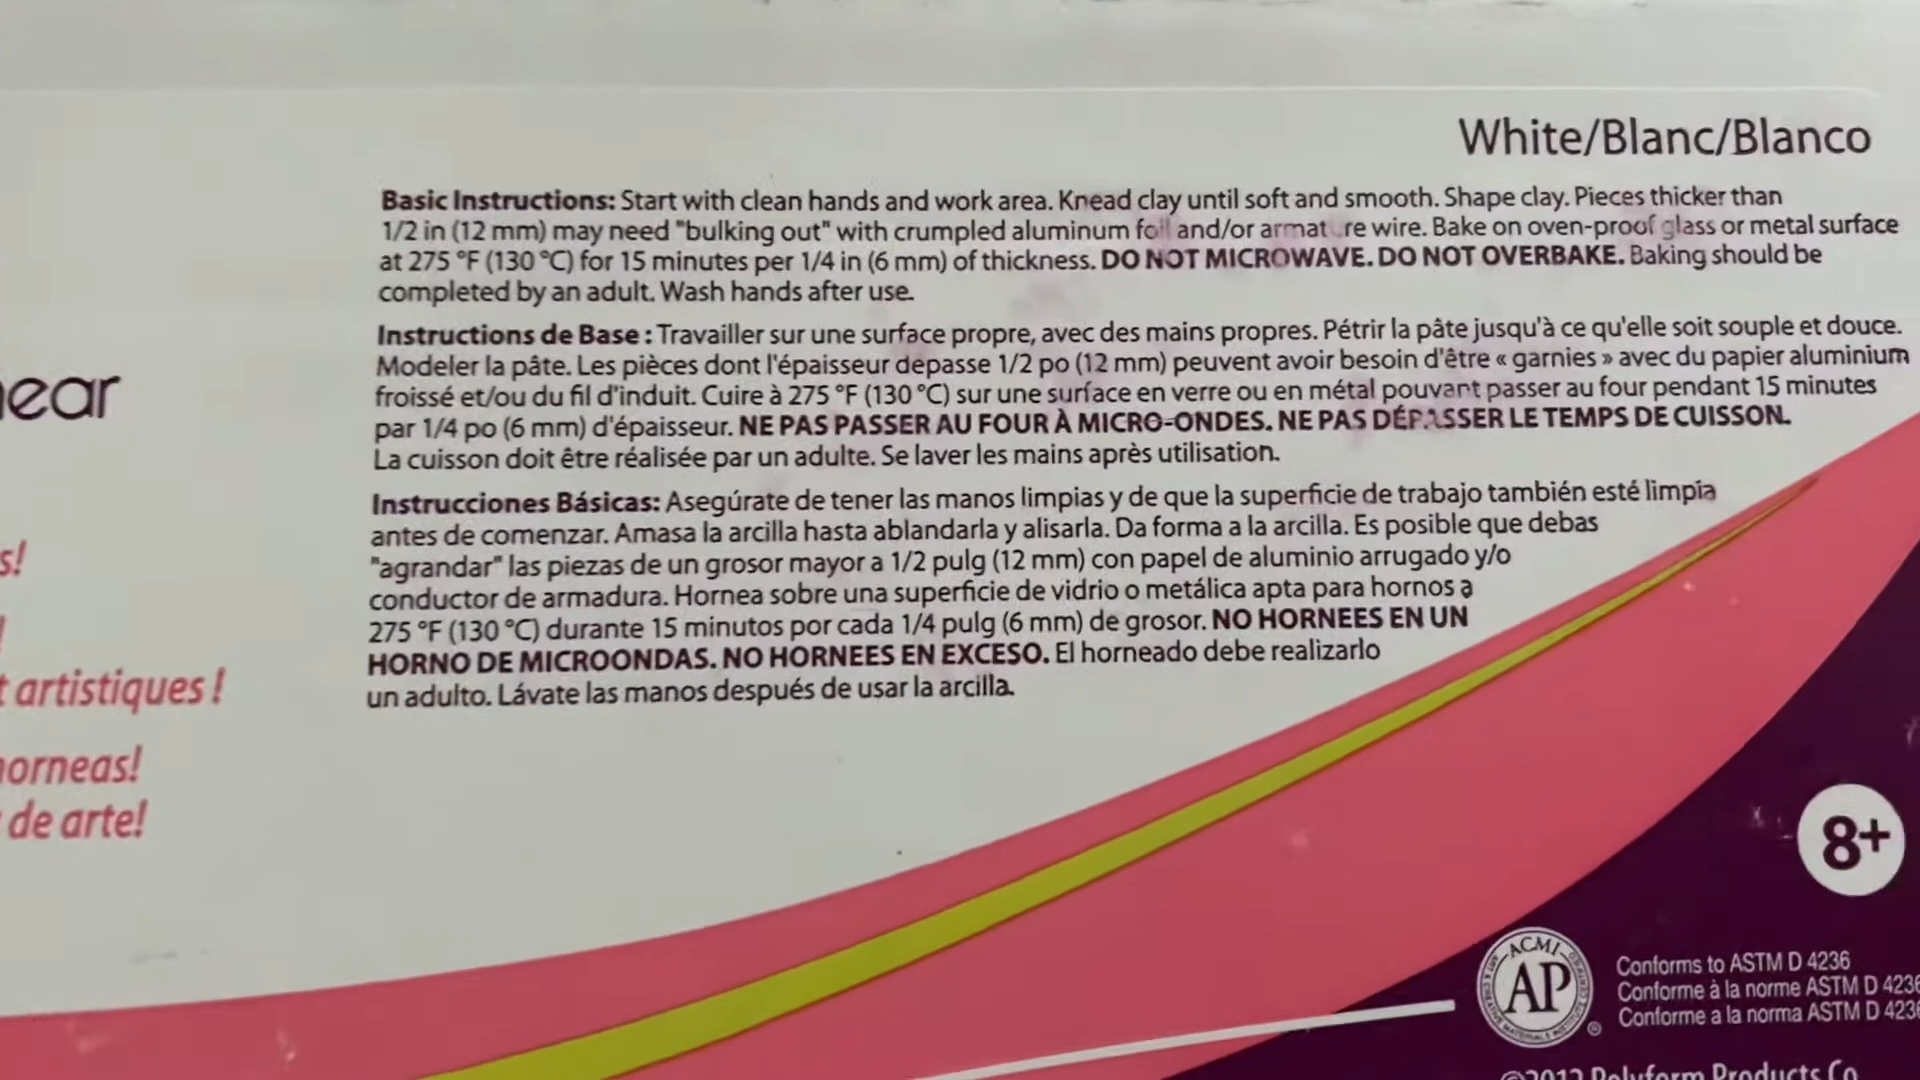 White/Blanc/Blanco
Basic Instructions: Start with clean hands and work area. Knead clay until soft and smooth. Shape clay. Pieces thicker than
1/2 in (12 mm) may need "bulking out" with crumpled aluminum foil and/or armature wire. Bake on oven-proof glass or metal surface
at 275 °F (130 °C) for 15 minutes per 1/4 in (6 mm) of thickness. DO NOT MICROWAVE. DO NOT OVERBAKE. Baking should be
completed by an adult. Wash hands after use.
Instructions de Base : Travailler sur une surface propre, avec des mains propres. Pétrir la pâte jusqu'à ce qu'elle soit souple et douce.
Modeler la pâte. Les pièces dont l'épaisseur dépasse 1/2 po (12 mm) peuvent avoir besoin d'être « garnies » avec du papier aluminium
froissé et/ou du fil d'induit. Cuire à 275 °F (130 °C) sur une surface en verre ou en métal pouvant passer au four pendant 15 minutes
par 1/4 po (6 mm) d'épaisseur. NE PAS PASSER AU FOUR À MICRO-ONDES. NE PAS DÉPASSER LE TEMPS DE CUISSON.
La cuisson doit être réalisée par un adulte. Se laver les mains après utilisation.
Instrucciones Básicas: Asegúrate de tener las manos limpias y de que la superficie de trabajo también esté limpia
antes de comenzar. Amasa la arcilla hasta ablandarla y alisarla. Da forma a la arcilla. Es posible que debas
"agrandar" las piezas de un grosor mayor a 1/2 pulg (12 mm) con papel de aluminio arrugado y/o
conductor de armadura. Hornea sobre una superficie de vidrio o metálica apta para hornos a
275 °F (130 °C) durante 15 minutos por cada 1/4 pulg (6 mm) de grosor. NO HORNEES EN UN
HORNO DE MICROONDAS. NO HORNEES EN EXCESO. El horneado debe realizarlo
un adulto. Lávate las manos después de usar la arcilla.
ear
s!
!
t artistiques !
orneas!
de arte!
8+
ACMI
AP
Conforms to ASTM D 4236
Conforme à la norme ASTM D 4236
Conforme a la norma ASTM D 4236
©2012 Polyform Products Co